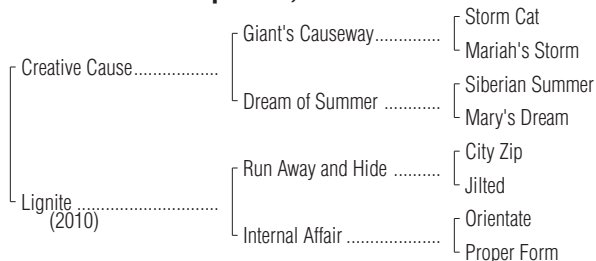 Storm Cat
Giant's Causeway..............
Mariah's Storm
Creative Cause..................
Siberian Summer
Dream of Summer ............
Mary's Dream
City Zip
Run Away and Hide ..........
Jilted
Lignite ..............................
(2010)
Orientate
Internal Affair ....................
Proper Form